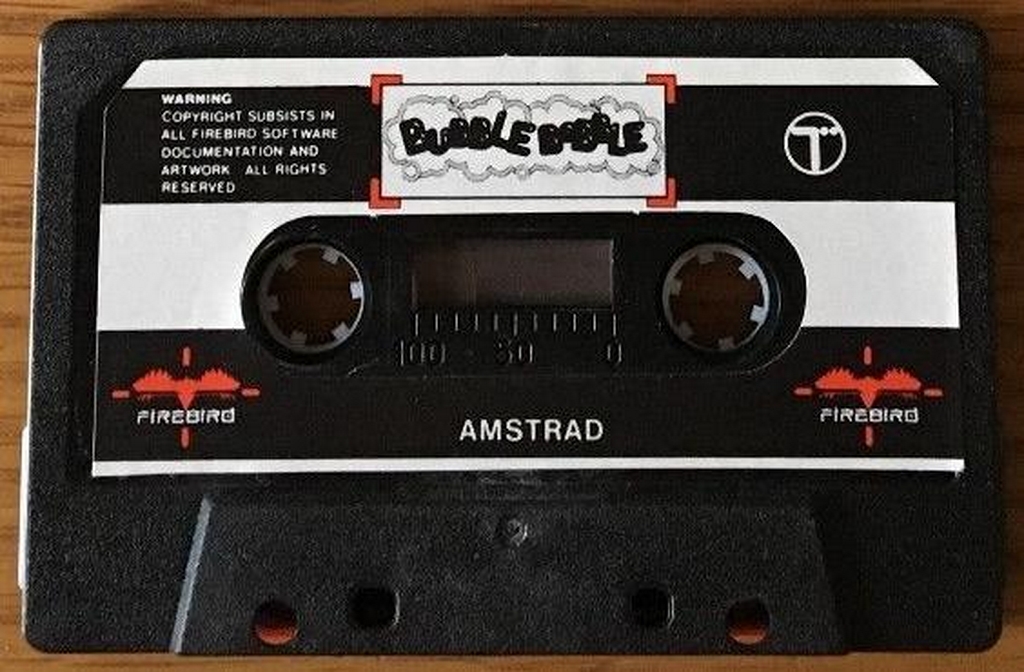 WARNING
COPYRIGHT SUBSISTS IN
ALL FIREBIRD SOFTWARE
DOCUMENTATION AND
ARTWORK ALL RIGHTS
RESERVED
BUBBLE BOBBLE
T
100 50 0
FIREBIRD
AMSTRAD
FIREBIRD